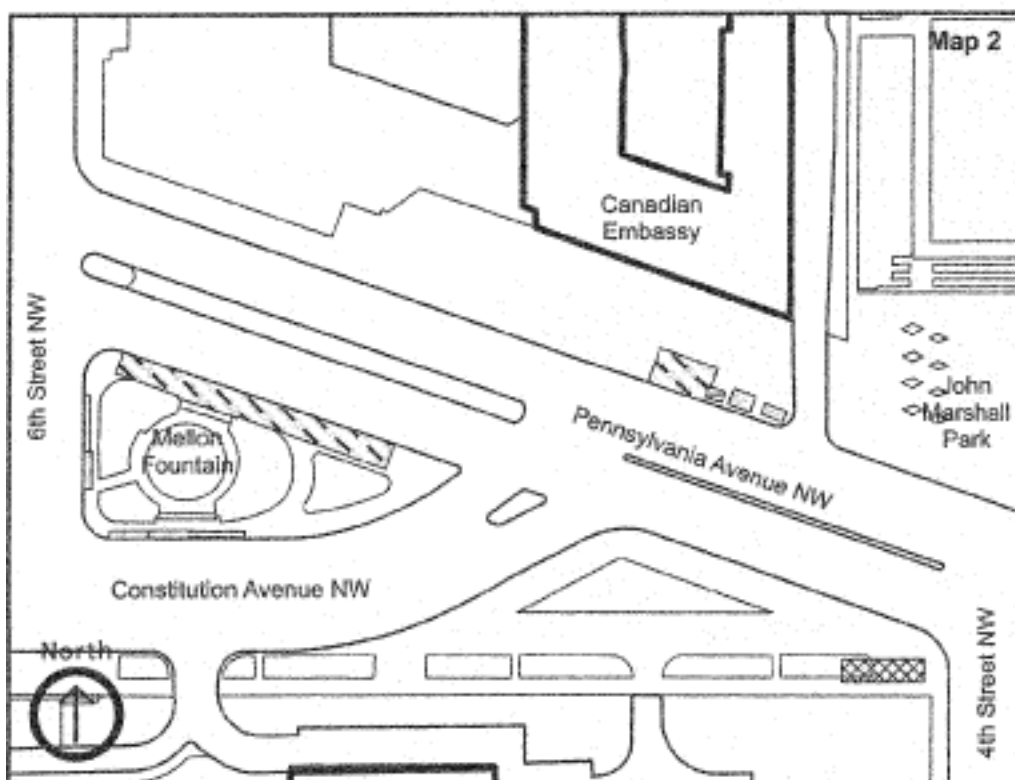 Map 2
Canadian
Embassy
6th Street NW
John
Marshall
Park
Pennsylvania Avenue NW
Mellon
Fountain
Constitution Avenue NW
North
4th Street NW